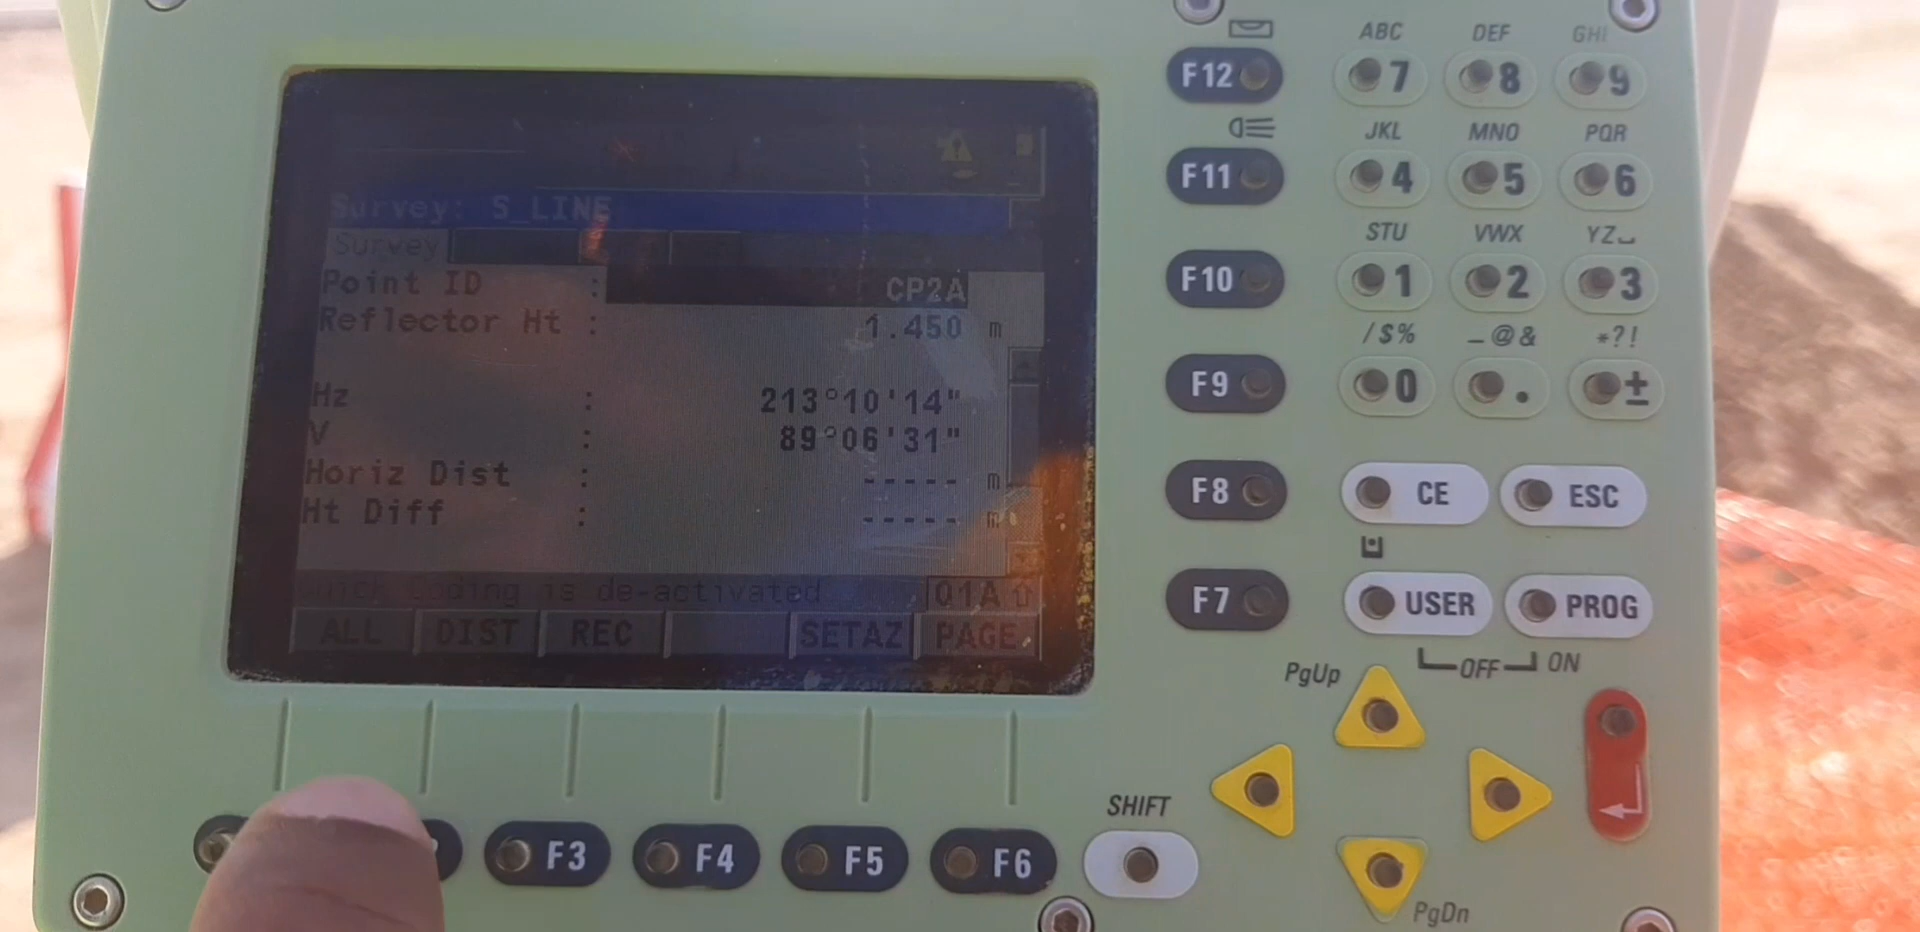 Survey: S_LINE
Survey
Point ID : CP2A
Reflector Ht : 1.450 m
Hz : 213°10'14"
V : 89°06'31"
Horiz Dist : ----- m
Ht Diff : ----- m
Quick Coding is de-activated 01A
ALL DIST REC SETAZ PAGE
F3 F4 F5 F6
SHIFT
F12
F11
F10
F9
F8
F7
ABC DEF GHI
7 8 9
JKL MNO PQR
4 5 6
STU VWX YZ
1 2 3
/$% _@& *?!
0 . ±
CE ESC
USER PROG
OFF ON
PgUp
PgDn